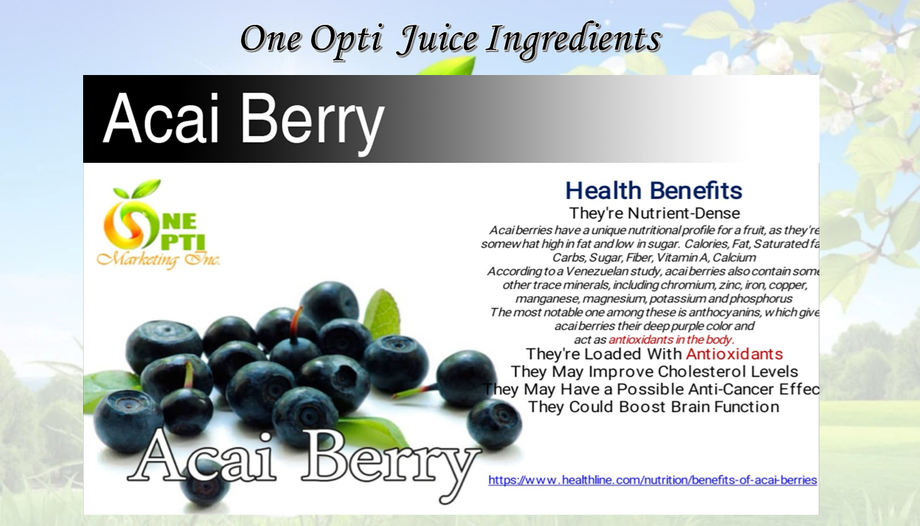 One Opti Juice Ingredients
Acai Berry
ONE
OPTI
Marketing Inc.
Health Benefits
They're Nutrient-Dense
Acai berries have a unique nutritional profile for a fruit, as they're
somewhat high in fat and low in sugar. Calories, Fat, Saturated fa
Carbs, Sugar, Fiber, Vitamin A, Calcium
According to a Venezuelan study, acai berries also contain some
other trace minerals, including chromium, zinc, iron, copper,
manganese, magnesium, potassium and phosphorus
The most notable one among these is anthocyanins, which give
acai berries their deep purple color and
act as antioxidants in the body.
They're Loaded With Antioxidants
They May Improve Cholesterol Levels
They May Have a Possible Anti-Cancer Effec
They Could Boost Brain Function
Acai Berry
https://www.healthline.com/nutrition/benefits-of-acai-berries